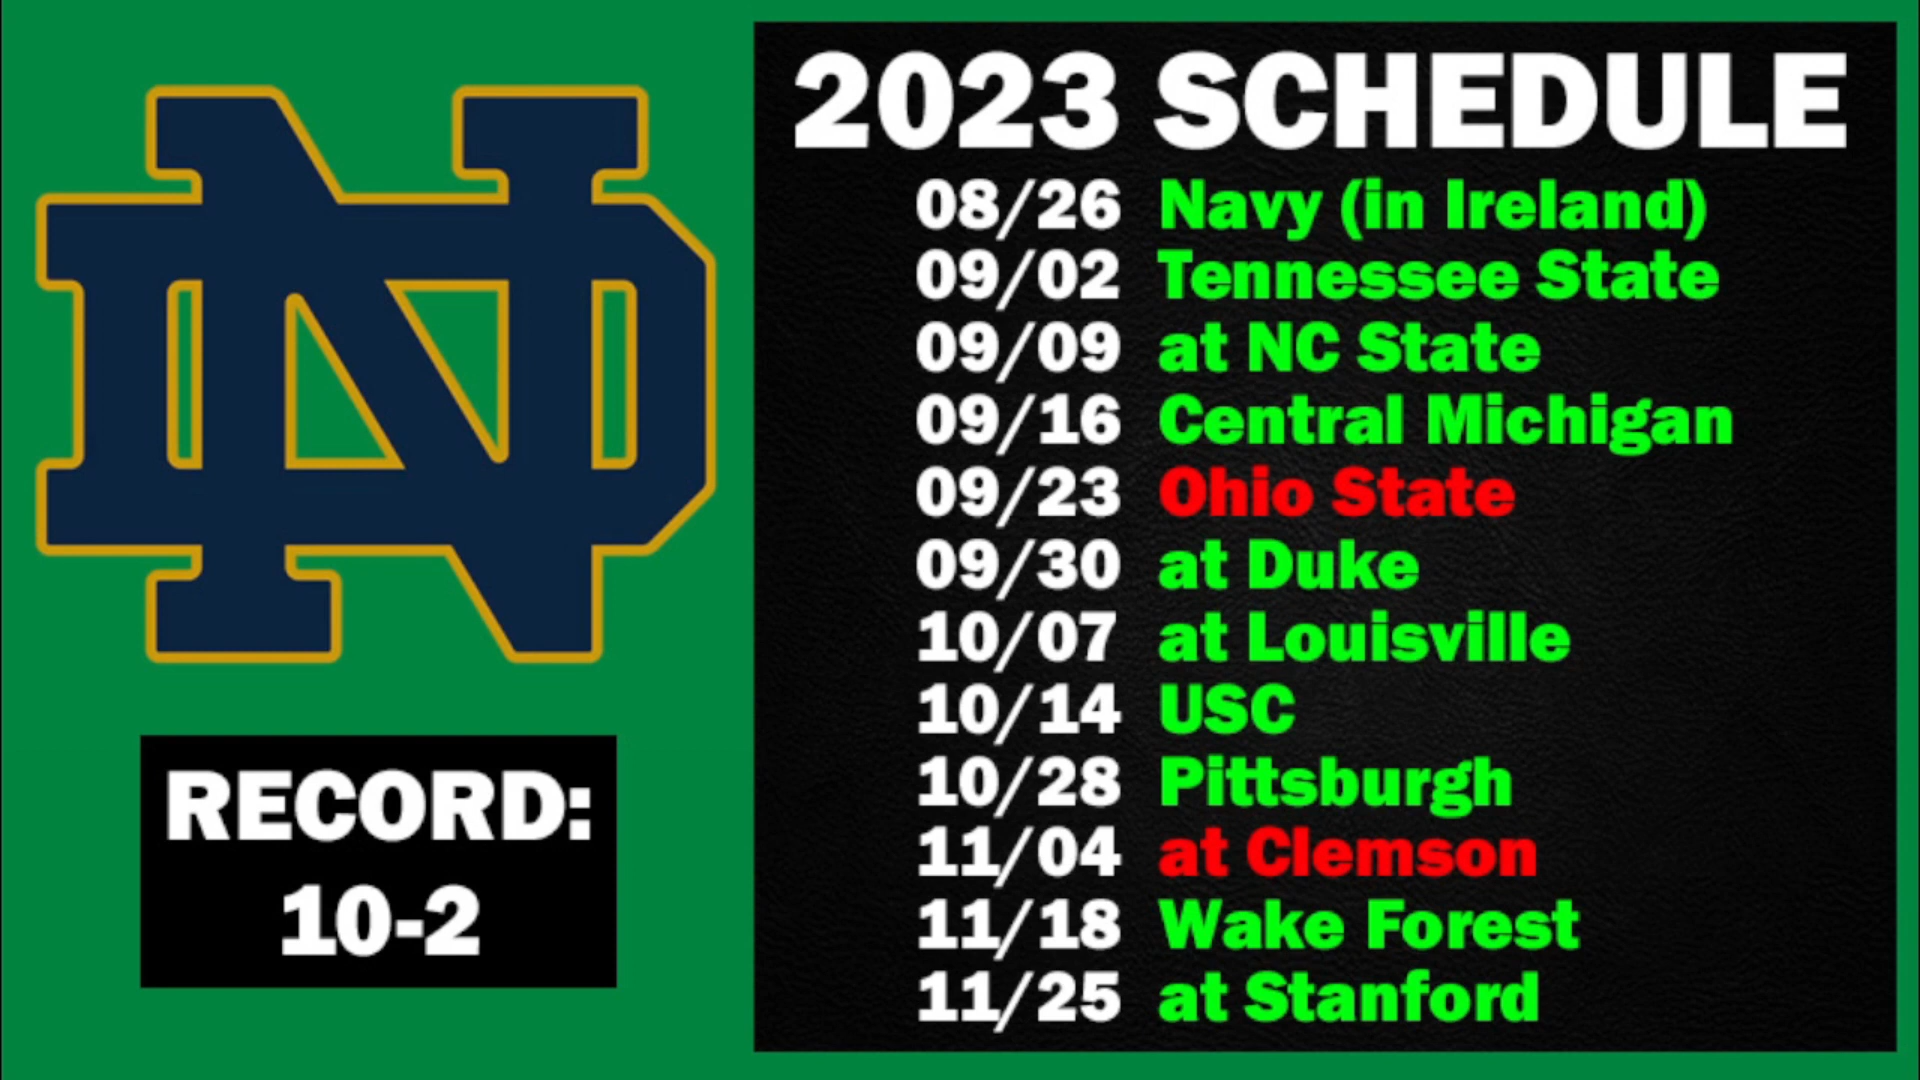 ND
2023 SCHEDULE
08/26 Navy (in Ireland)
09/02 Tennessee State
09/09 at NC State
09/16 Central Michigan
09/23 Ohio State
09/30 at Duke
10/07 at Louisville
10/14 USC
10/28 Pittsburgh
11/04 at Clemson
11/18 Wake Forest
11/25 at Stanford
RECORD:
10-2